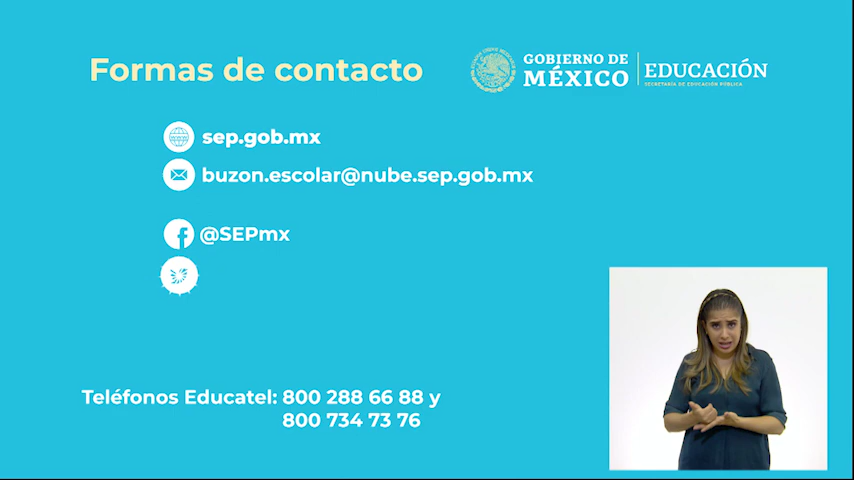 Formas de contacto
GOBIERNO DE
MÉXICO
EDUCACIÓN
SECRETARÍA DE EDUCACIÓN PÚBLICA
sep.gob.mx
buzon.escolar@nube.sep.gob.mx
@SEPmx
Teléfonos Educatel: 800 288 66 88 y
800 734 73 76